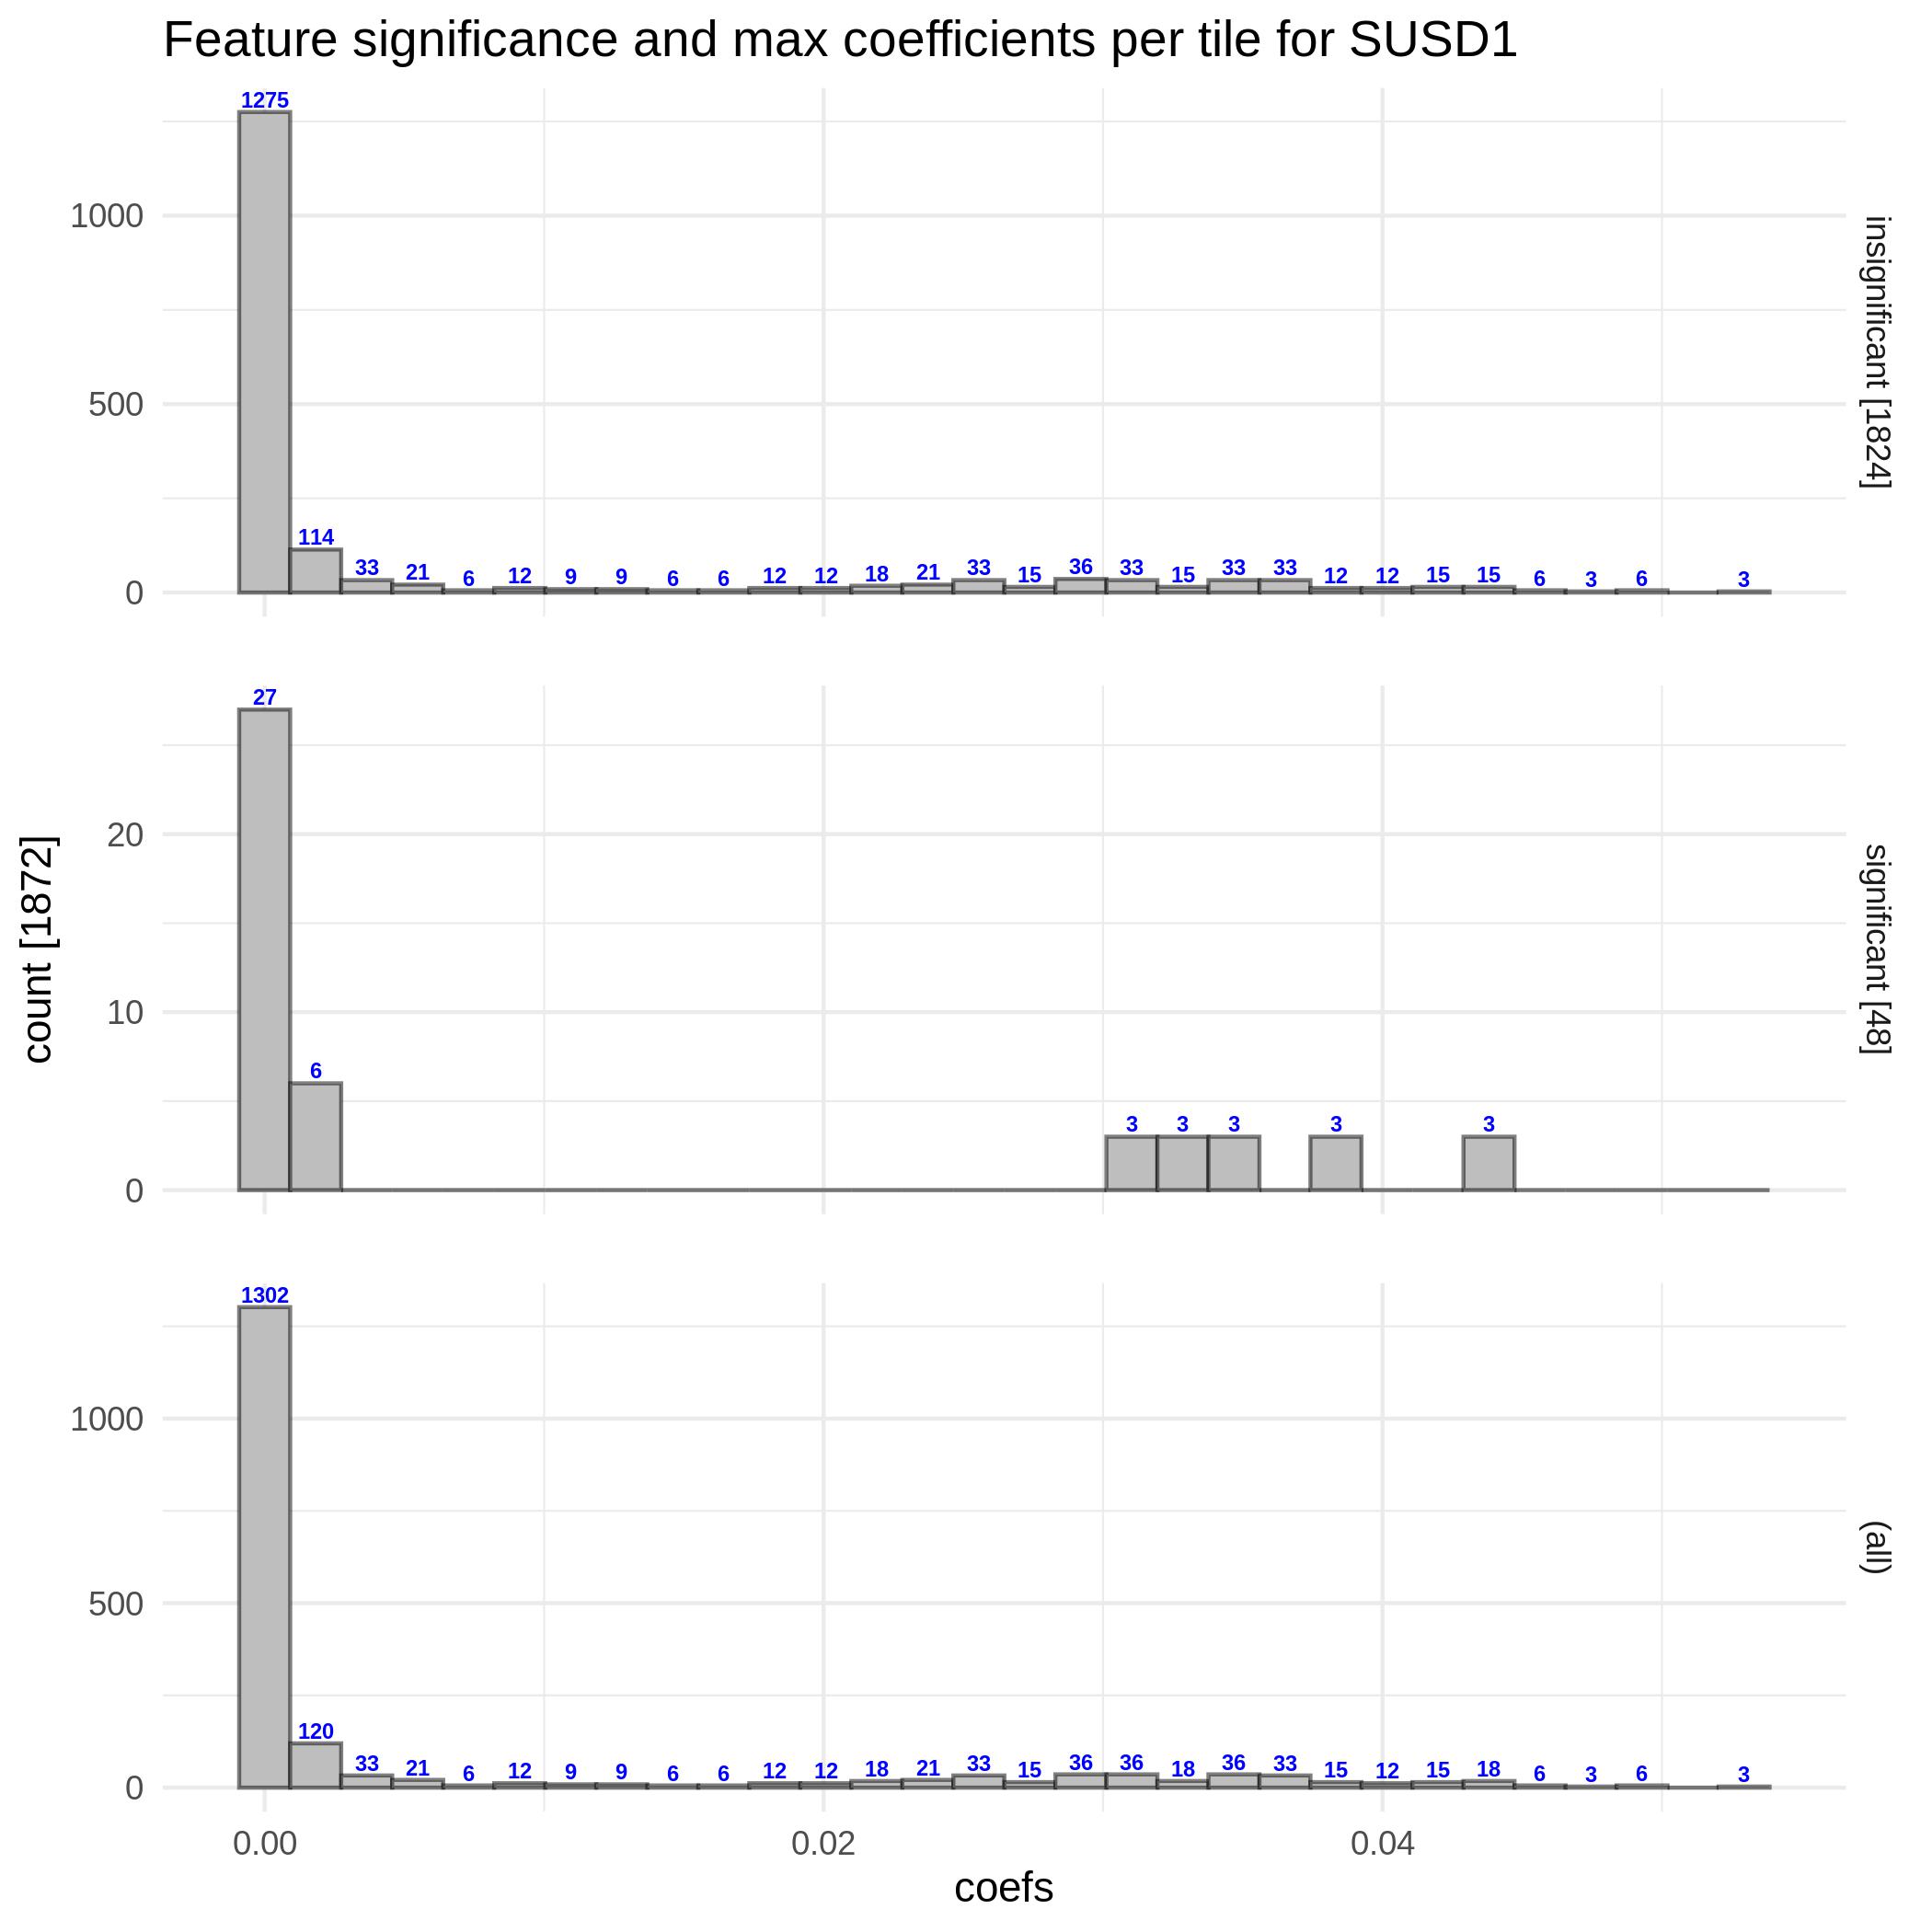 Feature significance and max coefficients per tile for SUSD1
1275
1000
500
0
114 33 21 6 12 9 9 6 6 12 12 18 21 33 15 36 33 15 33 33 12 12 15 15 6 3 6 3
insignificant [1824]
27
20
10
0
6 3 3 3 3 3
significant [48]
count [1872]
1302
1000
500
0
120 33 21 6 12 9 9 6 6 12 12 18 21 33 15 36 36 18 36 33 15 12 15 18 6 3 6 3
(all)
0.00 0.02 0.04
coefs